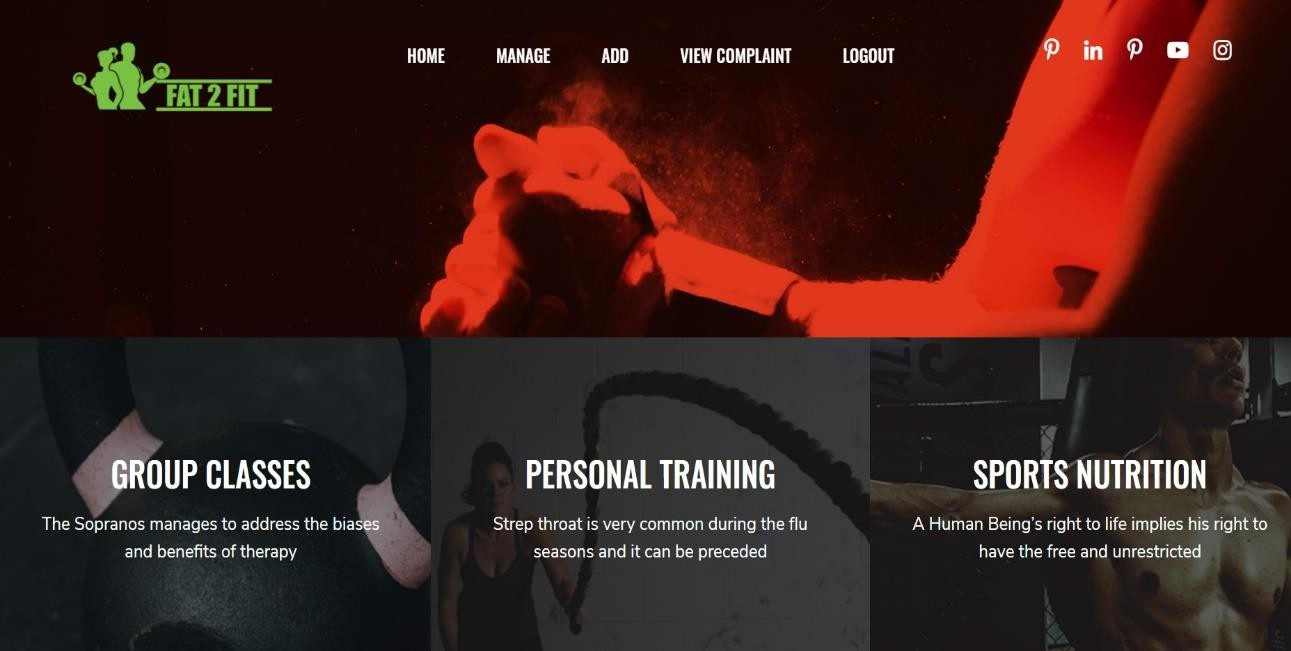 FAT 2 FIT
HOME MANAGE ADD VIEW COMPLAINT LOGOUT
GROUP CLASSES
The Sopranos manages to address the biases
and benefits of therapy
PERSONAL TRAINING
Strep throat is very common during the flu
seasons and it can be preceded
SPORTS NUTRITION
A Human Being's right to life implies his right to
have the free and unrestricted